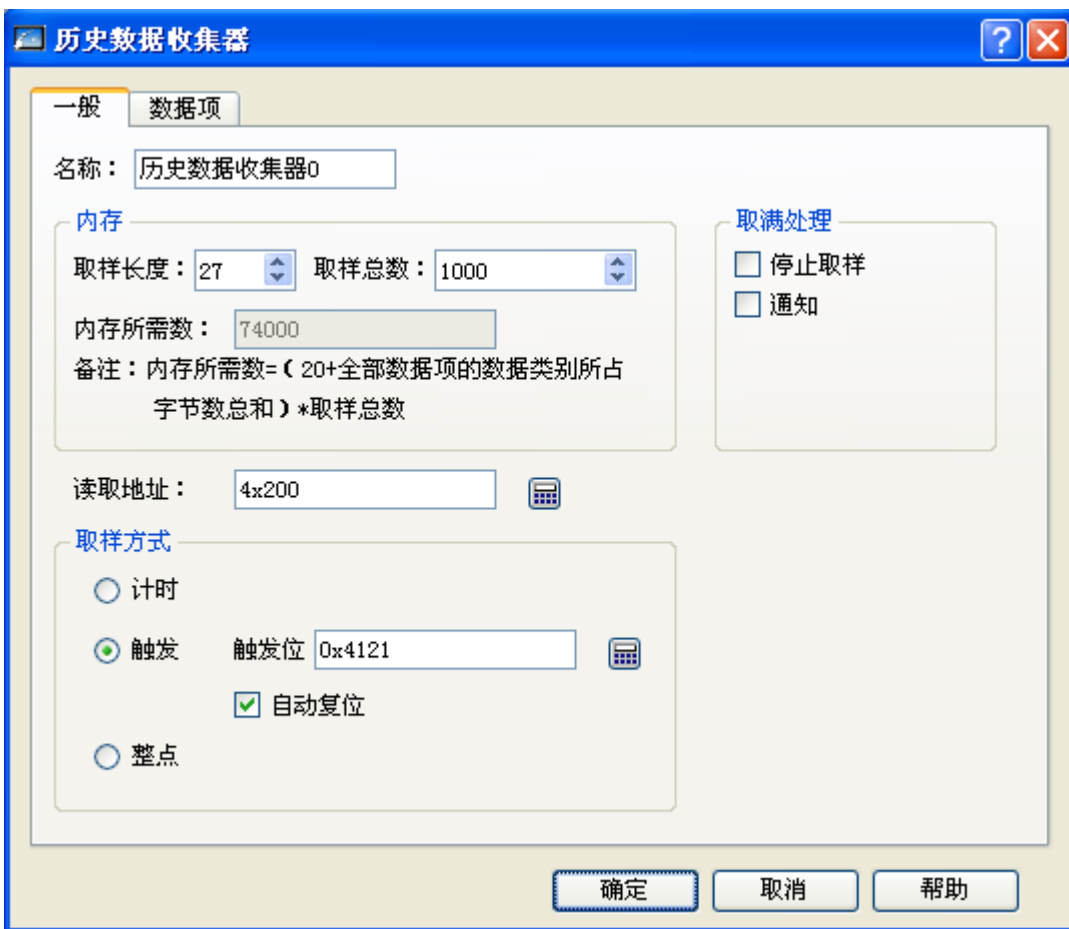 历史数据收集器
一般 数据项
名称： 历史数据收集器0
内存
取样长度： 27 取样总数： 1000
内存所需数： 74000
备注：内存所需数=(20+全部数据项的数据类别所占
字节数总和)*取样总数
取满处理
停止取样
通知
读取地址： 4x200
取样方式
计时
触发 触发位 0x4121
自动复位
整点
确定 取消 帮助